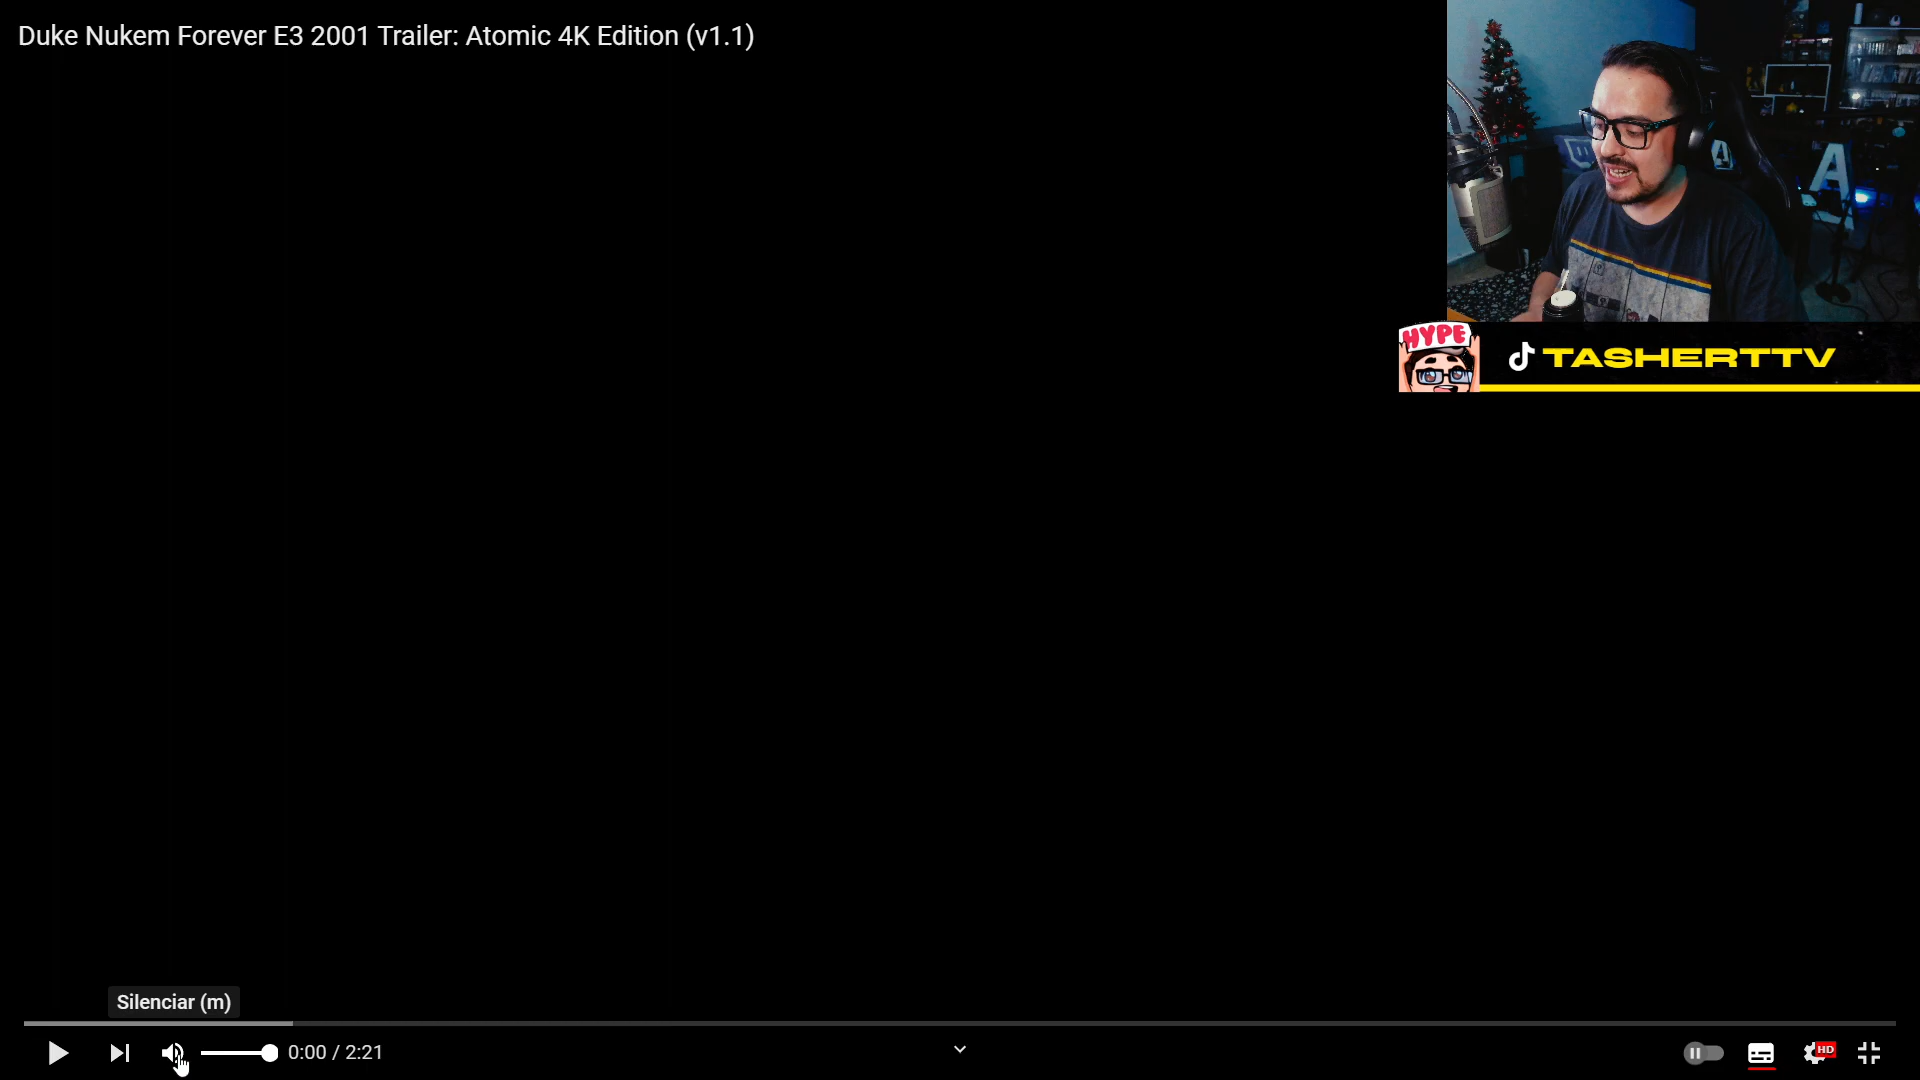 Duke Nukem Forever E3 2001 Trailer: Atomic 4K Edition (v1.1)
A
HYPE
TASHERTTV
Silenciar (m)
0:00 / 2:21
HD